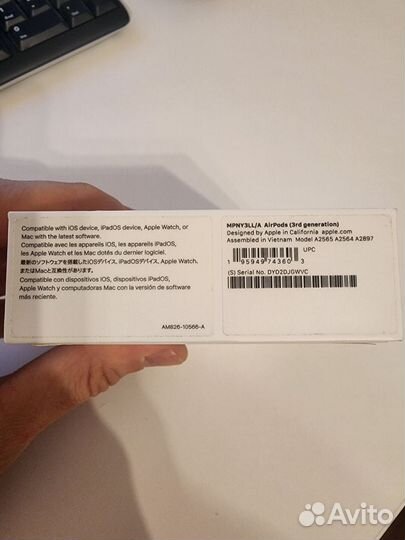 Compatible with iOS device, iPadOS device, Apple Watch, or
Mac with the latest software.
Compatible avec les appareils iOS, les appareils iPadOS,
les Apple Watch et les Mac dotés du dernier logiciel.
最新のソフトウェアを搭載したiOSデバイス、iPadOSデバイス、Apple Watch、
またはMacと互換性があります。
Compatible con dispositivos iOS, dispositivos iPadOS,
Apple Watch y computadoras Mac con la versión de software
más reciente.
AM826-10566-A
MPNY3LL/A AirPods (3rd generation)
Designed by Apple in California apple.com
Assembled in Vietnam Model A2565 A2564 A2897
UPC
1 95949 74360 3
(S) Serial No. DYD2DJGWVC
Avito